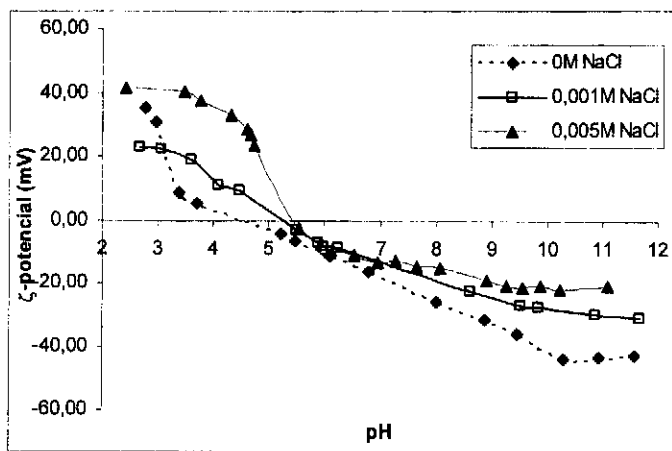 60,00
40,00
20,00
0,00
-20,00
-40,00
-60,00
ζ-potencial (mV)
2 3 4 5 6 7 8 9 10 11 12
pH
0M NaCl
0,001M NaCl
0,005M NaCl